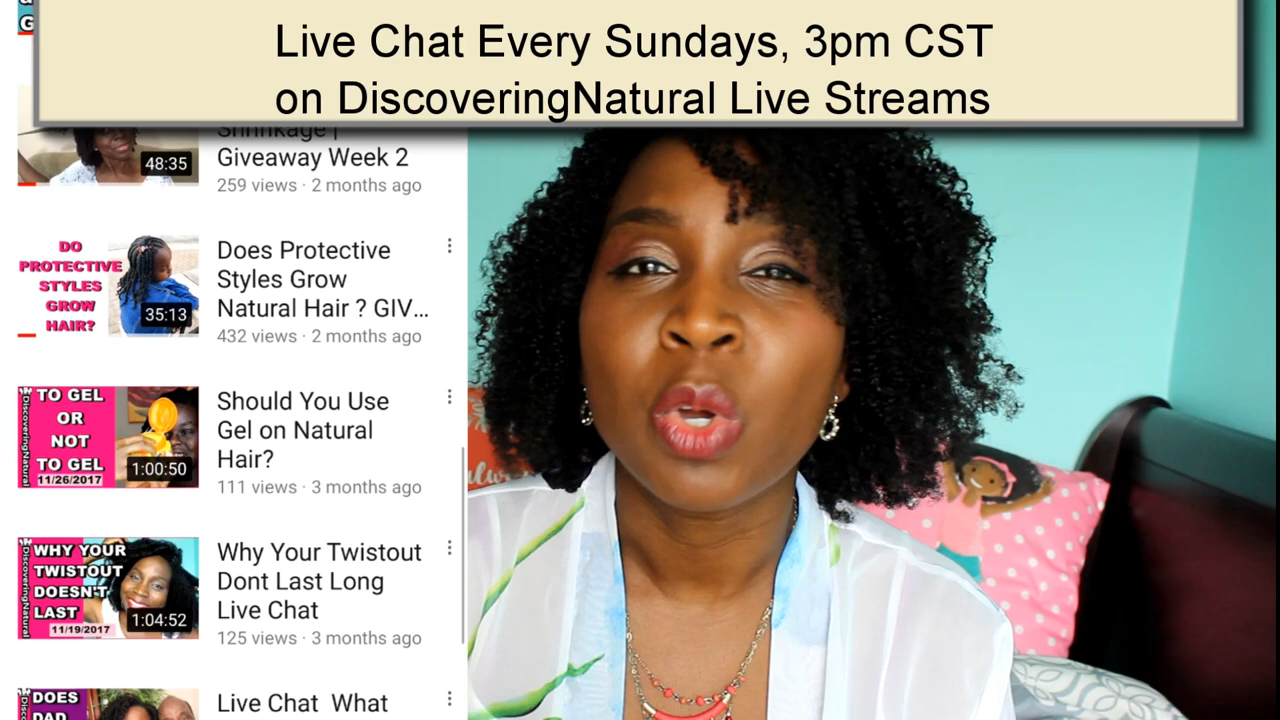 Live Chat Every Sundays, 3pm CST
on DiscoveringNatural Live Streams
G
48:35
Shrinkage |
Giveaway Week 2
259 views · 2 months ago
DO
PROTECTIVE
STYLES
GROW
HAIR?
35:13
Does Protective
Styles Grow
Natural Hair ? GIV...
432 views · 2 months ago
TO GEL
OR
NOT
TO GEL
11/26/2017
DiscoveringNatural
1:00:50
Should You Use
Gel on Natural
Hair?
111 views · 3 months ago
WHY YOUR
TWISTOUT
DOESN'T
LAST
11/19/2017
DiscoveringNatural
1:04:52
Why Your Twistout
Dont Last Long
Live Chat
125 views · 3 months ago
DOES
DAD
Live Chat What